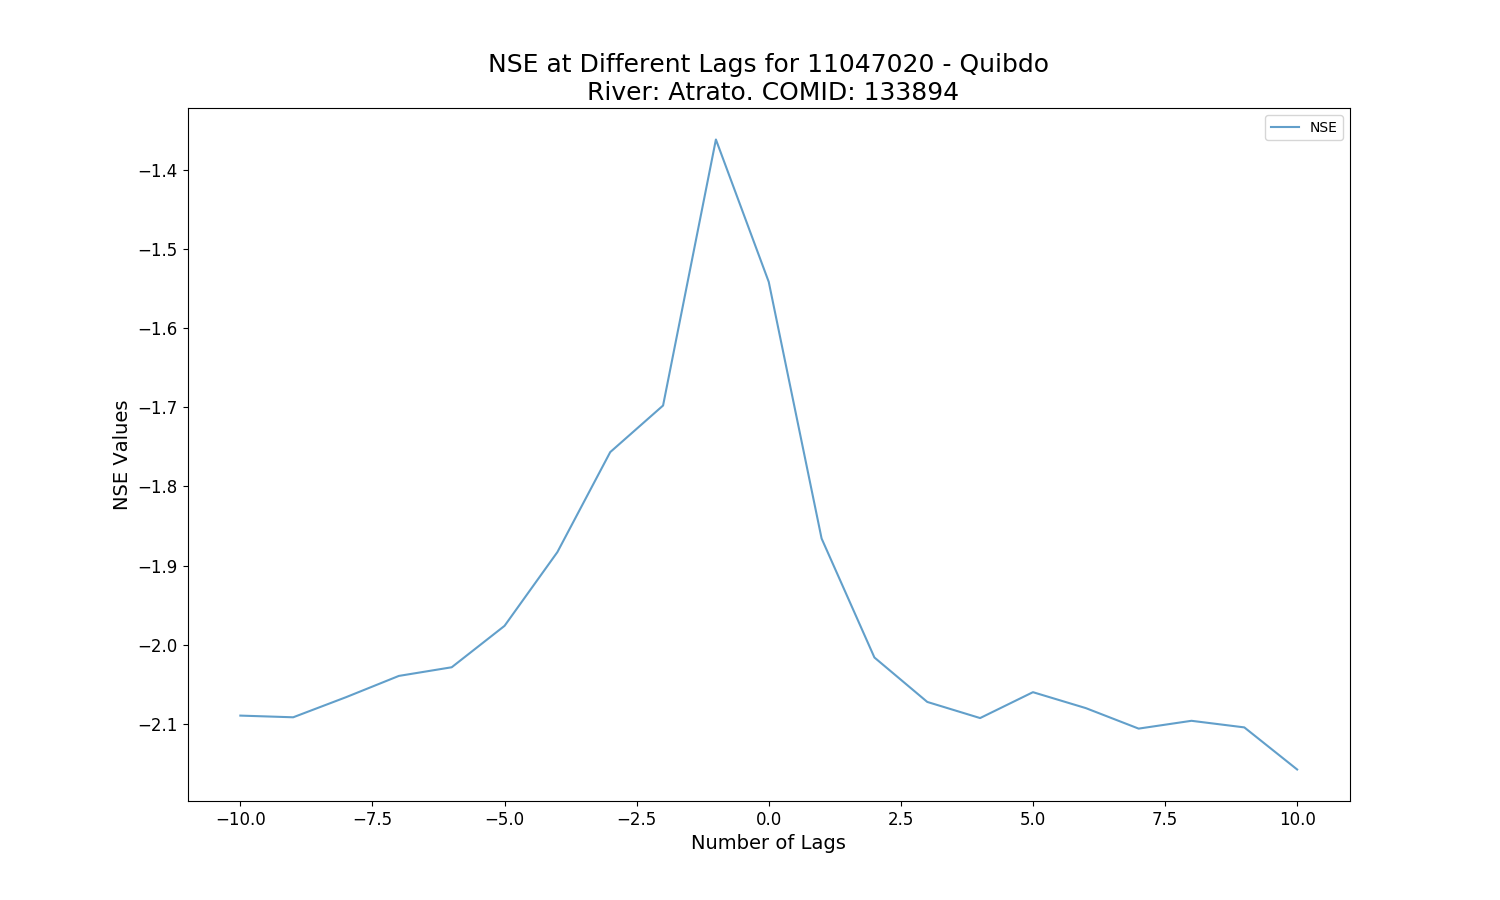 NSE at Different Lags for 11047020 - Quibdo
River: Atrato. COMID: 133894
NSE
−1.4
−1.5
−1.6
−1.7
−1.8
−1.9
−2.0
−2.1
NSE Values
−10.0 −7.5 −5.0 −2.5 0.0 2.5 5.0 7.5 10.0
Number of Lags